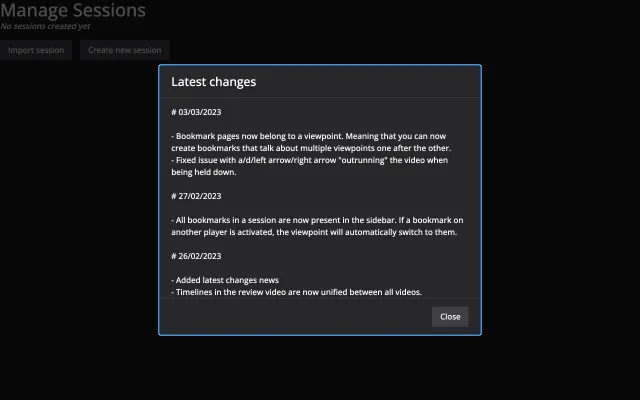 Manage Sessions
No sessions created yet
Import session
Create new session
Latest changes
# 03/03/2023
- Bookmark pages now belong to a viewpoint. Meaning that you can now
create bookmarks that talk about multiple viewpoints one after the other.
- Fixed issue with a/d/left arrow/right arrow "outrunning" the video when
being held down.
# 27/02/2023
- All bookmarks in a session are now present in the sidebar. If a bookmark on
another player is activated, the viewpoint will automatically switch to them.
# 26/02/2023
- Added latest changes news
- Timelines in the review video are now unified between all videos.
Close